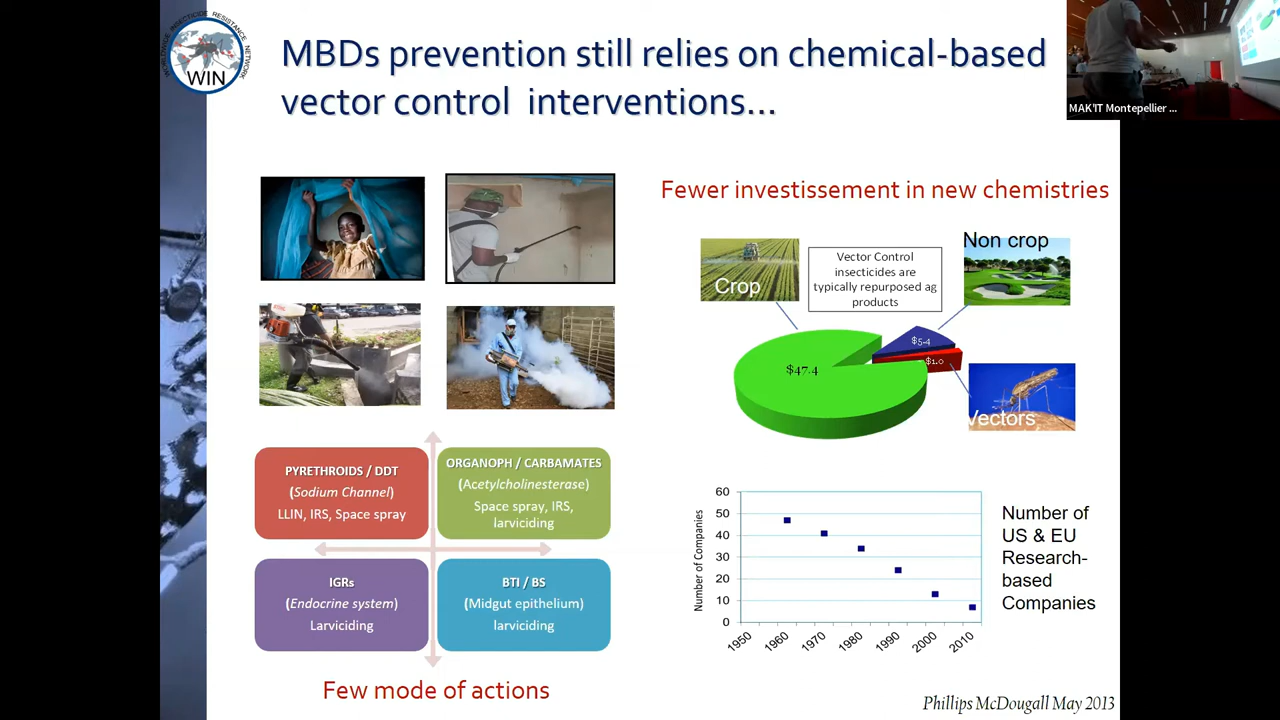 WORLDWIDE INSECTICIDE RESISTANCE NETWORK
WIN
MBDs prevention still relies on chemical-based
vector control interventions...
MAK'IT Montepellier ...
Fewer investissement in new chemistries
Crop
Vector Control
insecticides are
typically repurposed ag
products
Non crop
$47.4
$5.4
$1.0
Vectors
PYRETHROIDS / DDT
(Sodium Channel)
LLIN, IRS, Space spray
ORGANOPH / CARBAMATES
(Acetylcholinesterase)
Space spray, IRS,
larviciding
IGRs
(Endocrine system)
Larviciding
BTI / BS
(Midgut epithelium)
larviciding
Few mode of actions
Number of Companies
60
50
40
30
20
10
0
1950
1960
1970
1980
1990
2000
2010
Number of
US & EU
Research-
based
Companies
Phillips McDougall May 2013